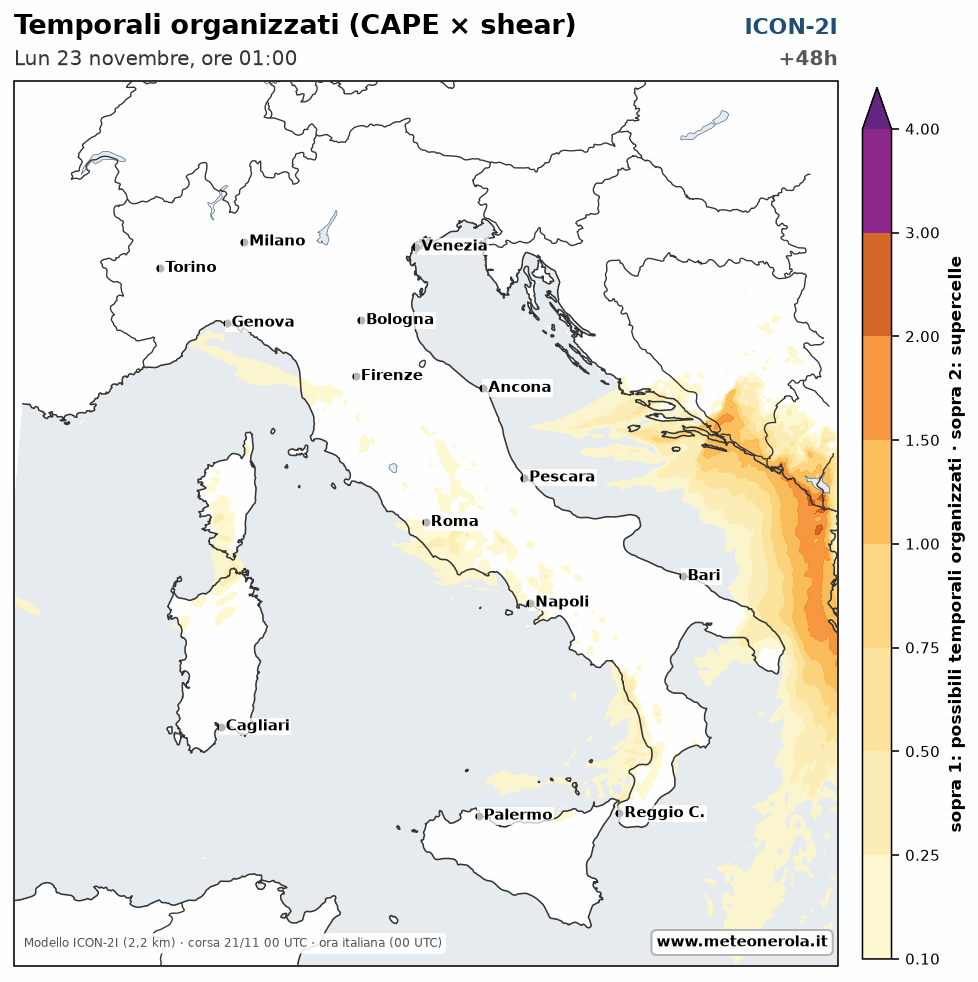 Temporali organizzati (CAPE × shear)
ICON-2I
Lun 23 novembre, ore 01:00
+48h
4.00
3.00
2.00
1.50
1.00
0.75
0.50
0.25
0.10
sopra 1: possibili temporali organizzati · sopra 2: supercelle
Milano
Venezia
Torino
Genova
Bologna
Firenze
Ancona
Pescara
Roma
Bari
Napoli
Cagliari
Palermo
Reggio C.
Modello ICON-2I (2,2 km) · corsa 21/11 00 UTC · ora italiana (00 UTC)
www.meteonerola.it